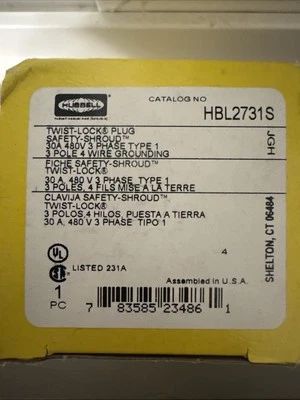 HUBBELL
CATALOG NO
HBL2731S
TWIST-LOCK® PLUG
SAFETY-SHROUD™
30A 480V 3 PHASE TYPE 1
3 POLE 4 WIRE GROUNDING
JGH
FICHE SAFETY-SHROUD™
TWIST-LOCK®
30 A, 480 V 3 PHASE, TYPE 1
3 POLES, 4 FILS MISE A LA TERRE
CLAVIJA SAFETY-SHROUD™
TWIST-LOCK®
3 POLOS, 4 HILOS, PUESTA A TIERRA
30 A, 480 V 3 PHASE TIPO 1
SHELTON, CT 06484
UL
4
SA
LISTED 231A
Assembled in U.S.A.
1
PC
7 83585 23486 1